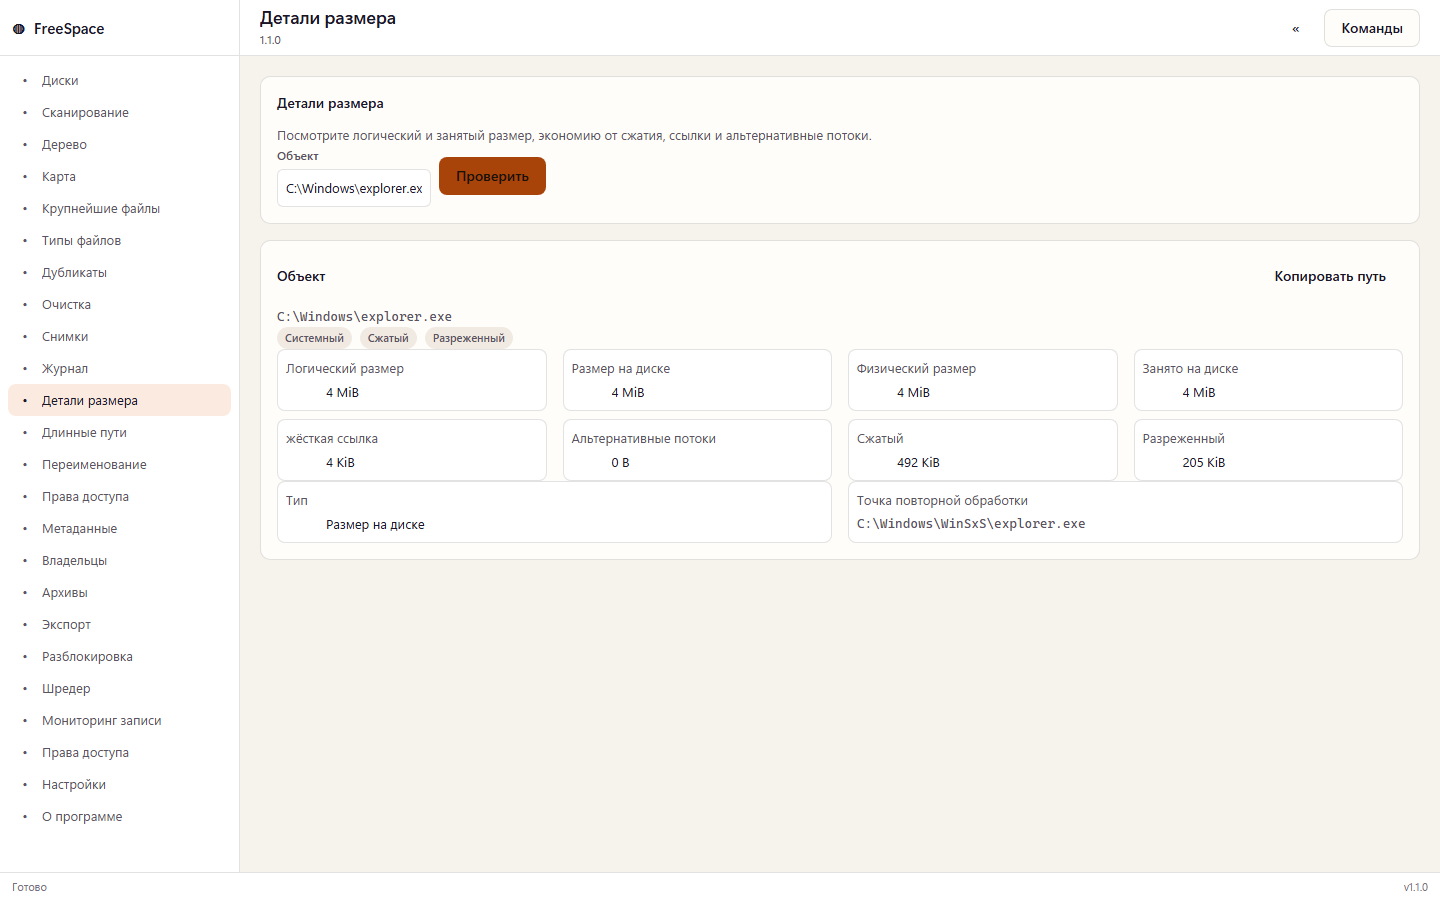 FreeSpace
Детали размера
1.1.0
«
Команды
• Диски
• Сканирование
• Дерево
• Карта
• Крупнейшие файлы
• Типы файлов
• Дубликаты
• Очистка
• Снимки
• Журнал
• Детали размера
• Длинные пути
• Переименование
• Права доступа
• Метаданные
• Владельцы
• Архивы
• Экспорт
• Разблокировка
• Шредер
• Мониторинг записи
• Права доступа
• Настройки
• О программе
Детали размера
Посмотрите логический и занятый размер, экономию от сжатия, ссылки и альтернативные потоки.
Объект
C:\Windows\explorer.ex
Проверить
Объект
Копировать путь
C:\Windows\explorer.exe
Системный Сжатый Разреженный
Логический размер
4 MiB
Размер на диске
4 MiB
Физический размер
4 MiB
Занято на диске
4 MiB
жёсткая ссылка
4 KiB
Альтернативные потоки
0 B
Сжатый
492 KiB
Разреженный
205 KiB
Тип
Размер на диске
Точка повторной обработки
C:\Windows\WinSxS\explorer.exe
Готово
v1.1.0